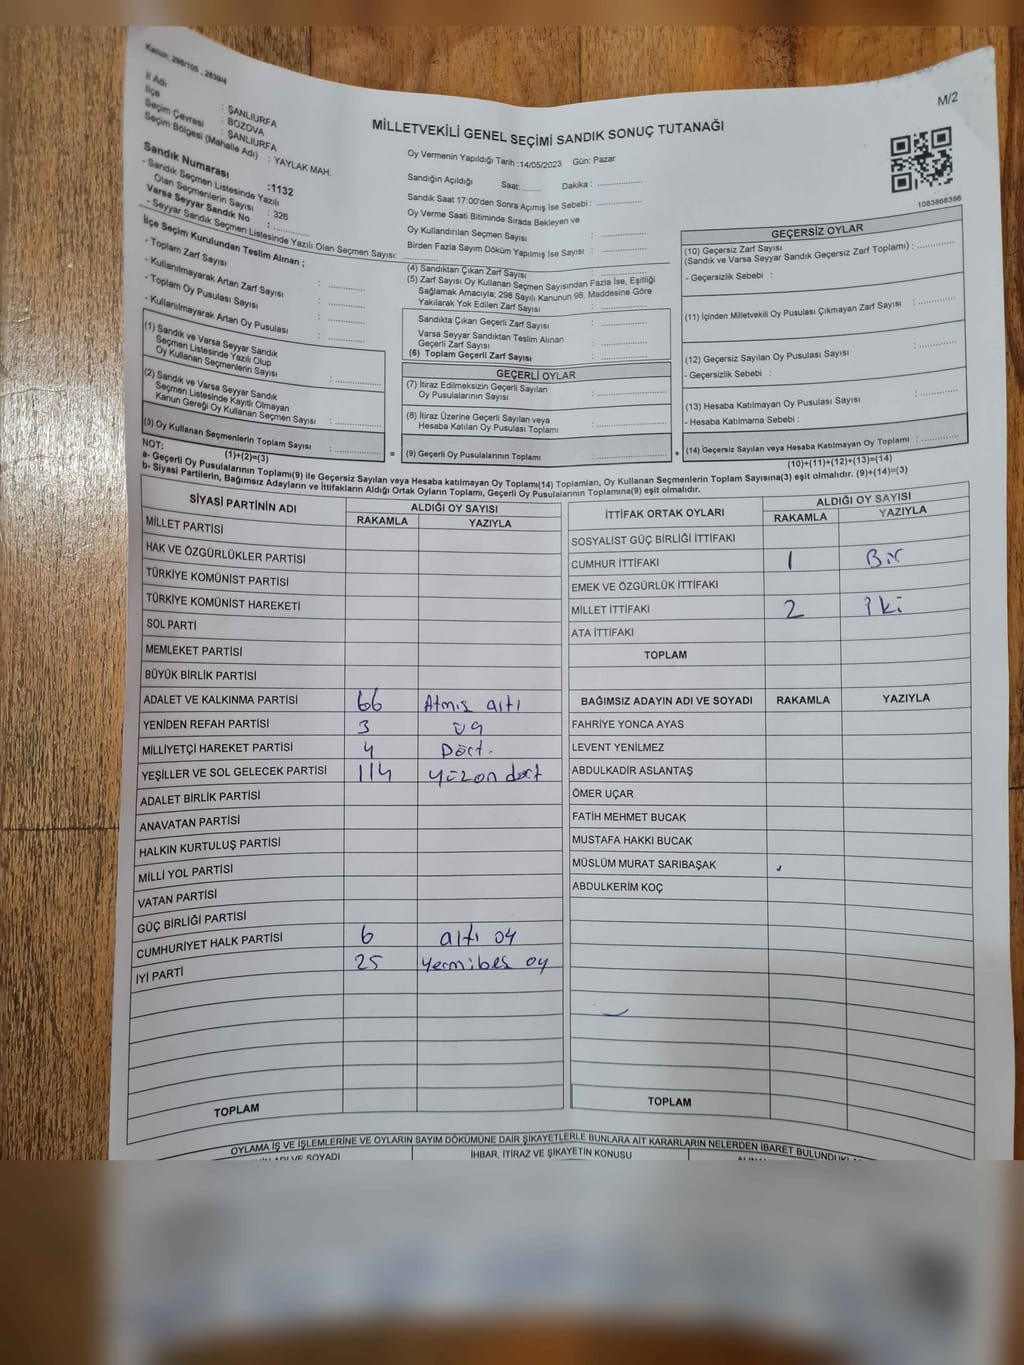 Kanun: 298/105 , 2839/4
M/2
İl Adı : ŞANLIURFA
İlçe : BOZOVA
Seçim Çevresi : ŞANLIURFA
Seçim Bölgesi (Mahalle Adı) : YAYLAK MAH.
Sandık Numarası :1132
- Sandık Seçmen Listesinde Yazılı
Olan Seçmenlerin Sayısı : 326
Varsa Seyyar Sandık No :
- Seyyar Sandık Seçmen Listesinde Yazılı Olan Seçmen Sayısı:
İlçe Seçim Kurulundan Teslim Alınan ;
- Toplam Zarf Sayısı :
- Kullanılmayarak Artan Zarf Sayısı :
- Toplam Oy Pusulası Sayısı :
- Kullanılmayarak Artan Oy Pusulası :
MİLLETVEKİLİ GENEL SEÇİMİ SANDIK SONUÇ TUTANAĞI
Oy Vermenin Yapıldığı Tarih :14/05/2023 Gün: Pazar
Sandığın Açıldığı Saat: Dakika :
Sandık Saat 17:00'den Sonra Açımış İse Sebebi :
Oy Verme Saati Bitiminde Sırada Bekleyen ve
Oy Kullandırılan Seçmen Sayısı :
Birden Fazla Sayım Döküm Yapılmış İse Sayısı :
1083868386
(1) Sandık ve Varsa Seyyar Sandık
Seçmen Listesinde Yazılı Olup
Oy Kullanan Seçmenlerin Sayısı :
(2) Sandık ve Varsa Seyyar Sandık
Seçmen Listesinde Kayıtlı Olmayan
Kanun Gereği Oy Kullanan Seçmen Sayısı :
(3) Oy Kullanan Seçmenlerin Toplam Sayısı :
(1)+(2)=(3)
(4) Sandıktan Çıkan Zarf Sayısı :
(5) Zarf Sayısı Oy Kullanan Seçmen Sayısından Fazla İse, Eşitliği
Sağlamak Amacıyla; 298 Sayılı Kanunun 98. Maddesine Göre
Yakılarak Yok Edilen Zarf Sayısı :
Sandıkta Çıkan Geçerli Zarf Sayısı :
Varsa Seyyar Sandıktan Teslim Alınan
Geçerli Zarf Sayısı :
(6) Toplam Geçerli Zarf Sayısı :
GEÇERLİ OYLAR
(7) İtiraz Edilmeksizin Geçerli Sayılan
Oy Pusulalarının Sayısı :
(8) İtiraz Üzerine Geçerli Sayılan veya
Hesaba Katılan Oy Pusulası Toplamı :
= (9) Geçerli Oy Pusulalarının Toplamı :
GEÇERSİZ OYLAR
(10) Geçersiz Zarf Sayısı
(Sandık ve Varsa Seyyar Sandık Geçersiz Zarf Toplamı) :
- Geçersizlik Sebebi :
(11) İçinden Milletvekili Oy Pusulası Çıkmayan Zarf Sayısı :
(12) Geçersiz Sayılan Oy Pusulası Sayısı :
- Geçersizlik Sebebi :
(13) Hesaba Katılmayan Oy Pusulası Sayısı :
- Hesaba Katılmama Sebebi :
+ (14) Geçersiz Sayılan veya Hesaba Katılmayan Oy Toplamı :
(10)+(11)+(12)+(13)=(14)
NOT:
a- Geçerli Oy Pusulalarının Toplamı(9) ile Geçersiz Sayılan veya Hesaba katılmayan Oy Toplamı(14) Toplamları, Oy Kullanan Seçmenlerin Toplam Sayısına(3) eşit olmalıdır. (9)+(14)=(3)
b- Siyasi Partilerin, Bağımsız Adayların ve İttifakların Aldığı Ortak Oyların Toplamı, Geçerli Oy Pusulalarının Toplamına(9) eşit olmalıdır.
SİYASİ PARTİNİN ADI ALDIĞI OY SAYISI
RAKAMLA YAZIYLA
MİLLET PARTİSİ
HAK VE ÖZGÜRLÜKLER PARTİSİ
TÜRKİYE KOMÜNİST PARTİSİ
TÜRKİYE KOMÜNİST HAREKETİ
SOL PARTİ
MEMLEKET PARTİSİ
BÜYÜK BİRLİK PARTİSİ
ADALET VE KALKINMA PARTİSİ 66 Atmış altı
YENİDEN REFAH PARTİSİ 3 üç
MİLLİYETÇİ HAREKET PARTİSİ 4 Dört.
YEŞİLLER VE SOL GELECEK PARTİSİ 114 yüzon dört
ADALET BİRLİK PARTİSİ
ANAVATAN PARTİSİ
HALKIN KURTULUŞ PARTİSİ
MİLLİ YOL PARTİSİ
VATAN PARTİSİ
GÜÇ BİRLİĞİ PARTİSİ
CUMHURİYET HALK PARTİSİ 6 altı oy
İYİ PARTİ 25 Yermibeş oy
TOPLAM
İTTİFAK ORTAK OYLARI ALDIĞI OY SAYISI
RAKAMLA YAZIYLA
SOSYALİST GÜÇ BİRLİĞİ İTTİFAKI
CUMHUR İTTİFAKI 1 Bir
EMEK VE ÖZGÜRLÜK İTTİFAKI
MİLLET İTTİFAKI 2 İki
ATA İTTİFAKI
TOPLAM
BAĞIMSIZ ADAYIN ADI VE SOYADI RAKAMLA YAZIYLA
FAHRİYE YONCA AYAS
LEVENT YENİLMEZ
ABDULKADİR ASLANTAŞ
ÖMER UÇAR
FATİH MEHMET BUCAK
MUSTAFA HAKKI BUCAK
MÜSLÜM MURAT SARIBAŞAK
ABDULKERİM KOÇ
TOPLAM
OYLAMA İŞ VE İŞLEMLERİNE VE OYLARIN SAYIM DÖKÜMÜNE DAİR ŞİKAYETLERLE BUNLARA AİT KARARLARIN NELERDEN İBARET BULUNDUK
VE SOYADI İHBAR, İTİRAZ VE ŞİKAYETİN KONUSU